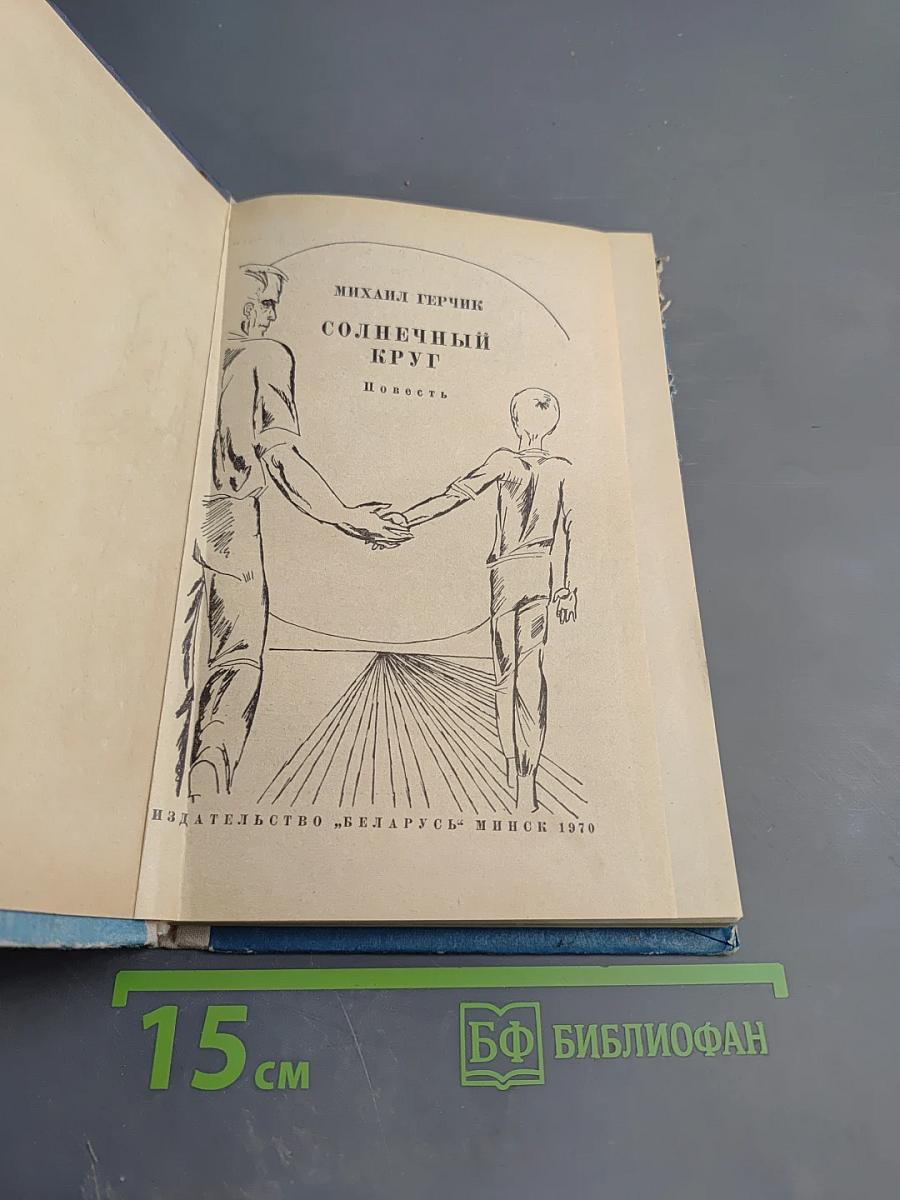 МИХАИЛ ГЕРЧИК
СОЛНЕЧНЫЙ
КРУГ
Повесть
ИЗДАТЕЛЬСТВО „БЕЛАРУСЬ“ МИНСК 1970
15 см
БФ БИБЛИОФАН